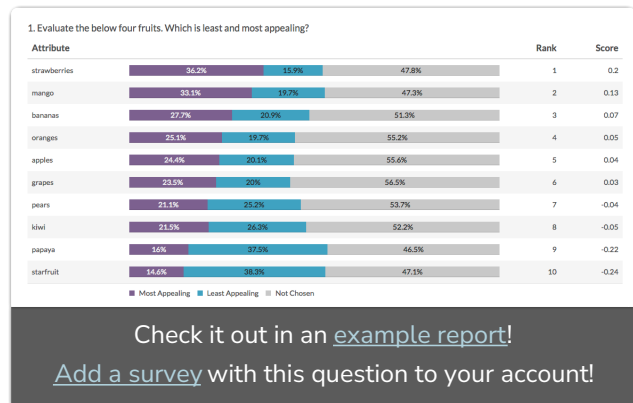 1. Evaluate the below four fruits. Which is least and most appealing?
Attribute Rank Score
strawberries 36.2% 15.9% 47.8% 1 0.2
mango 33.1% 19.7% 47.3% 2 0.13
bananas 27.7% 20.9% 51.3% 3 0.07
oranges 25.1% 19.7% 55.2% 4 0.05
apples 24.4% 20.1% 55.6% 5 0.04
grapes 23.5% 20% 56.5% 6 0.03
pears 21.1% 25.2% 53.7% 7 -0.04
kiwi 21.5% 26.3% 52.2% 8 -0.05
papaya 16% 37.5% 46.5% 9 -0.22
starfruit 14.6% 38.3% 47.1% 10 -0.24
Most Appealing Least Appealing Not Chosen
Check it out in an example report!
Add a survey with this question to your account!